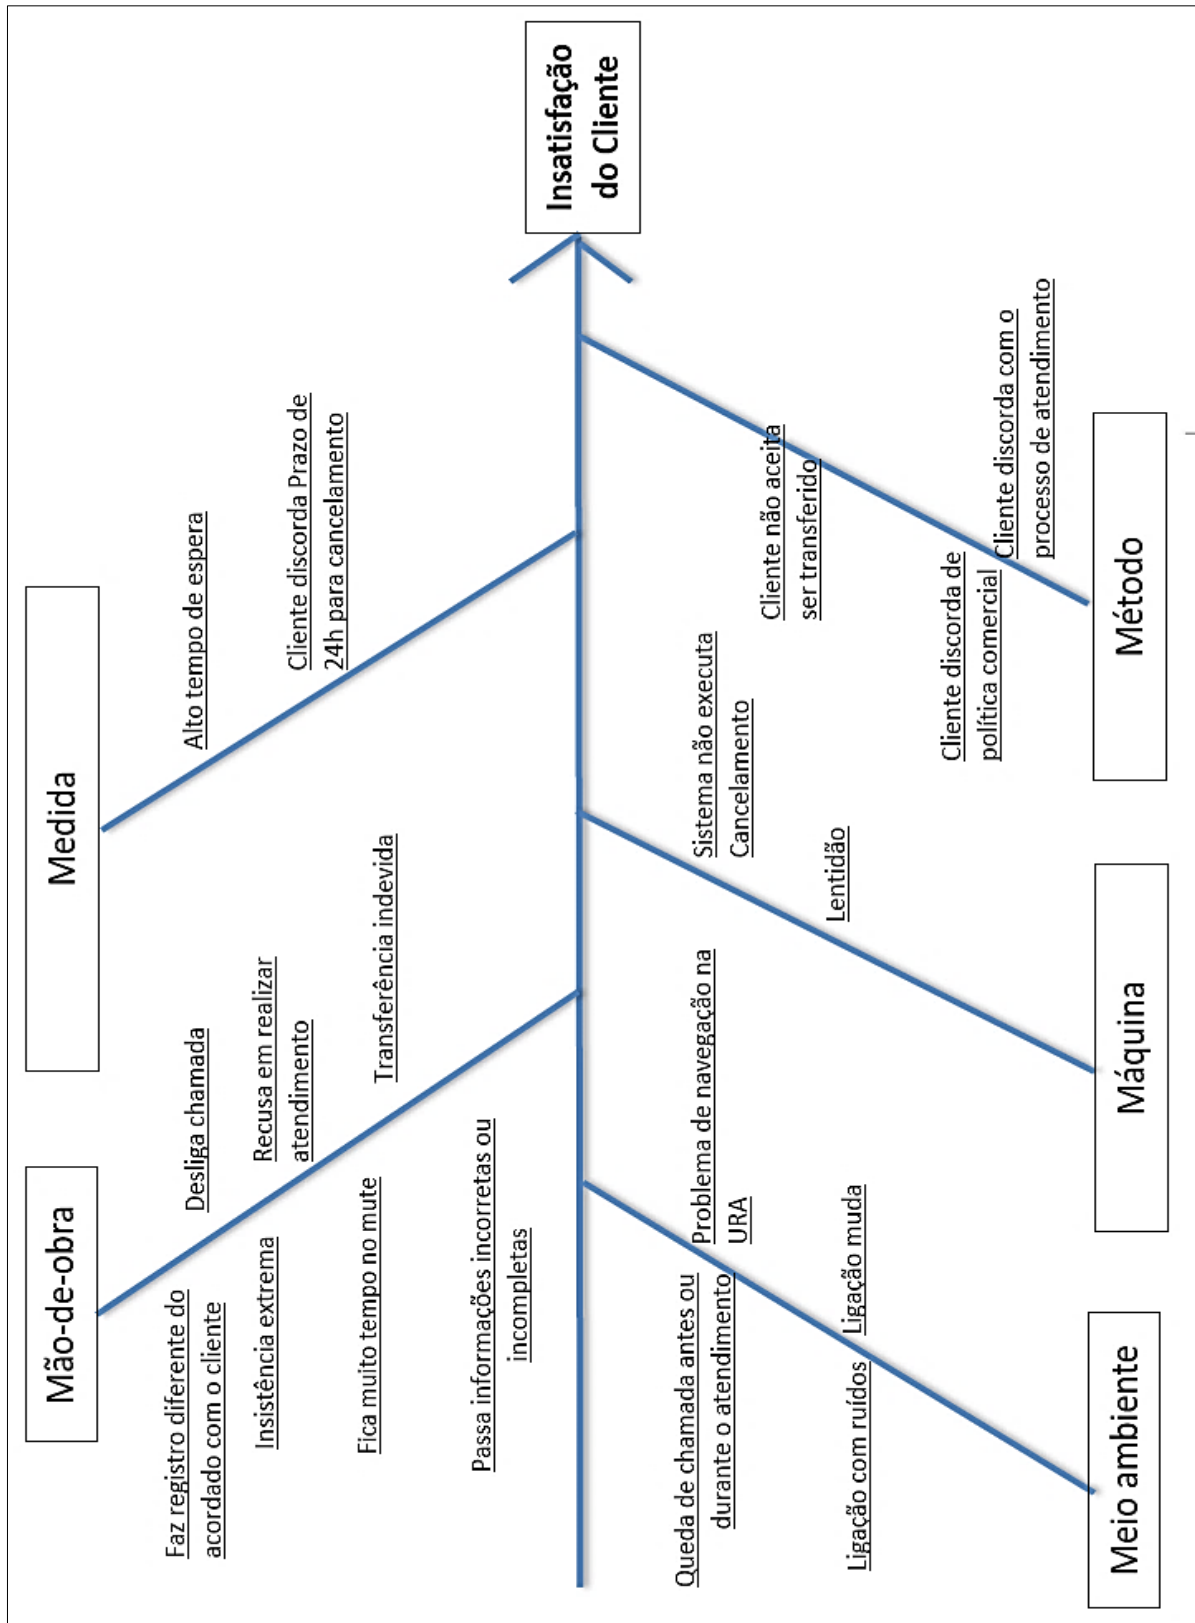 Mão-de-obra
Faz registro diferente do
acordado com o cliente
Desliga chamada
Insistência extrema
Recusa em realizar
atendimento
Fica muito tempo no mute
Transferência indevida
Passa informações incorretas ou
incompletas
Medida
Alto tempo de espera
Cliente discorda Prazo de
24h para cancelamento
Insatisfação
do Cliente
Queda de chamada antes ou
durante o atendimento
Problema de navegação na
URA
Ligação com ruídos
Ligação muda
Meio ambiente
Sistema não executa
Cancelamento
Lentidão
Máquina
Cliente não aceita
ser transferido
Cliente discorda de
política comercial
Cliente discorda com o
processo de atendimento
Método